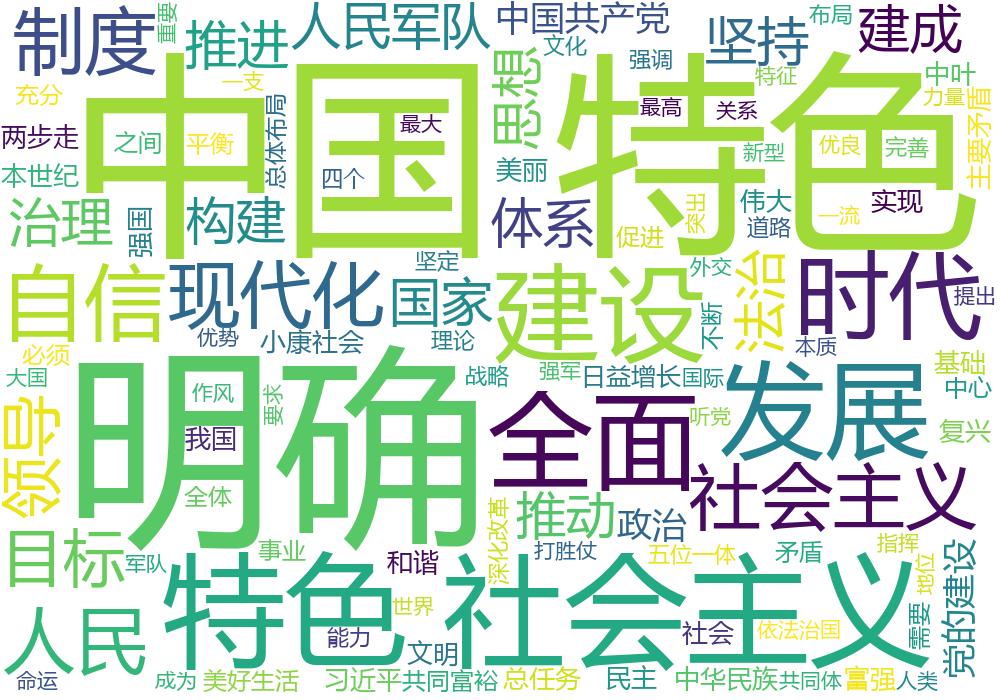 制度
重要
推进
人民军队
中国共产党
坚持
布局
建成
充分
一支
思想
文化
强调
特征
中叶
力量
中国
特色
两步走
之间
平衡
总体布局
最大
最高
关系
优良
完善
主要矛盾
本世纪
四个
美丽
新型
伟大
一流
实现
治理
强国
构建
体系
促进
突出
道路
自信
现代化
坚定
国家
建设
外交
法治
时代
提出
不断
必须
优势
小康社会
理论
本质
基础
大国
明确
作风
要求
战略
强军
日益增长
国际
发展
中心
领导
我国
全面
听党
复兴
全体
社会主义
目标
军队
事业
和谐
深化改革
推动
政治
打胜仗
五位一体
矛盾
指挥
地位
党的建设
人民
特色
社会主义
世界
能力
文明
社会
依法治国
需要
命运
成为
美好生活
习近平
共同富裕
总任务
民主
中华民族
共同体
富强
人类